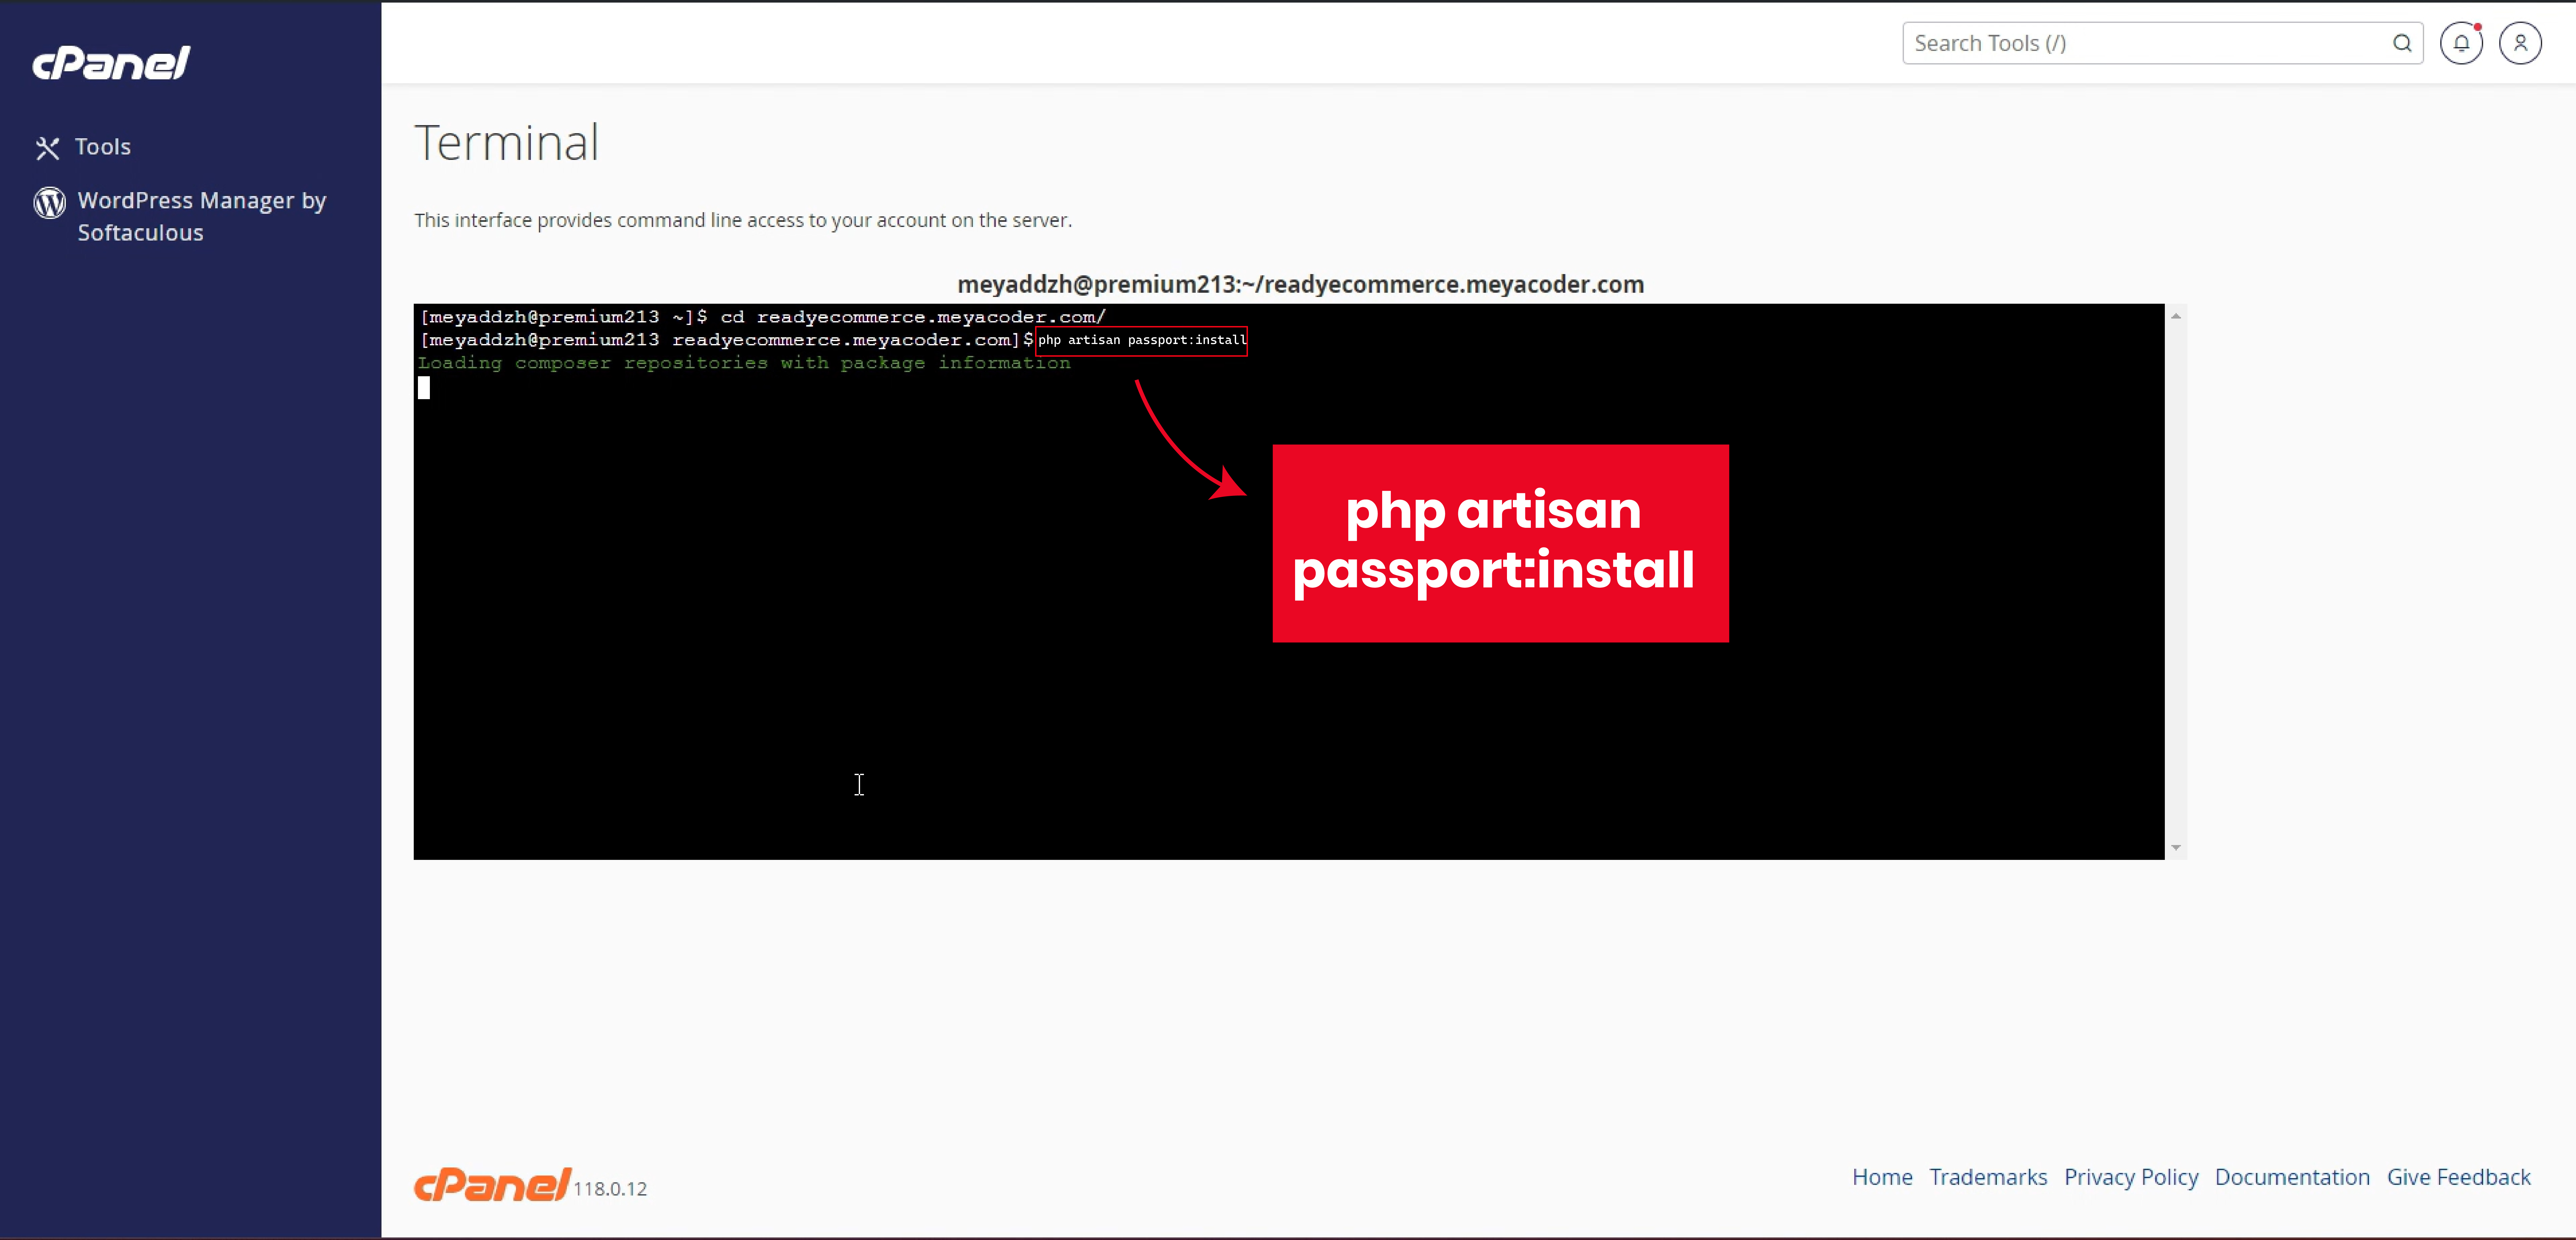 cPanel
Search Tools (/)
Tools
WordPress Manager by
Softaculous
Terminal
This interface provides command line access to your account on the server.
meyaddzh@premium213:~/readyecommerce.meyacoder.com
[meyaddzh@premium213 ~]$ cd readyecommerce.meyacoder.com/
[meyaddzh@premium213 readyecommerce.meyacoder.com]$ php artisan passport:install
Loading composer repositories with package information
php artisan
passport:install
cPanel 118.0.12
Home Trademarks Privacy Policy Documentation Give Feedback